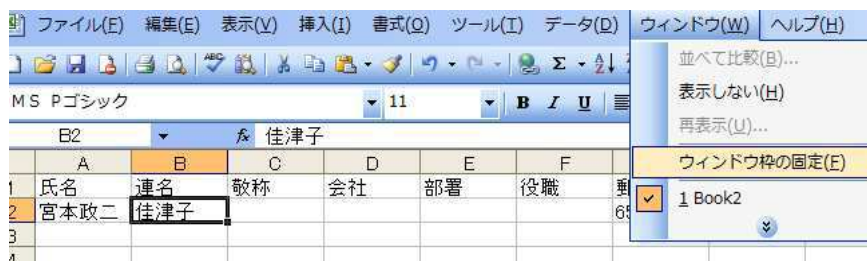 ファイル(F) 編集(E) 表示(V) 挿入(I) 書式(O) ツール(T) データ(D) ウィンドウ(W) ヘルプ(H)
並べて比較(B)...
表示しない(H)
再表示(U)...
ウィンドウ枠の固定(F)
1 Book2
MS Pゴシック 11 B I U
B2 fx 佳津子
A B C D E F
1 氏名 連名 敬称 会社 部署 役職
2 宮本政二 佳津子
3
4